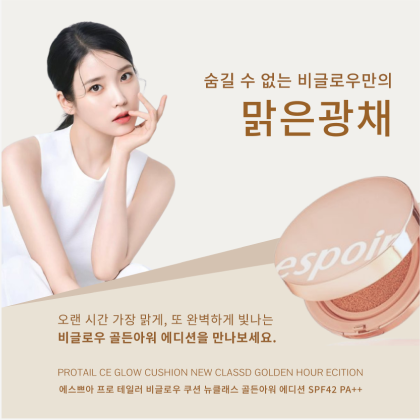 숨길 수 없는 비글로우만의
맑은광채
espoir
오랜 시간 가장 맑게, 또 완벽하게 빛나는
비글로우 골든아워 에디션을 만나보세요.
PROTAIL CE GLOW CUSHION NEW CLASSD GOLDEN HOUR ECITION
에스쁘아 프로 테일러 비글로우 쿠션 뉴클래스 골든아워 에디션 SPF42 PA++